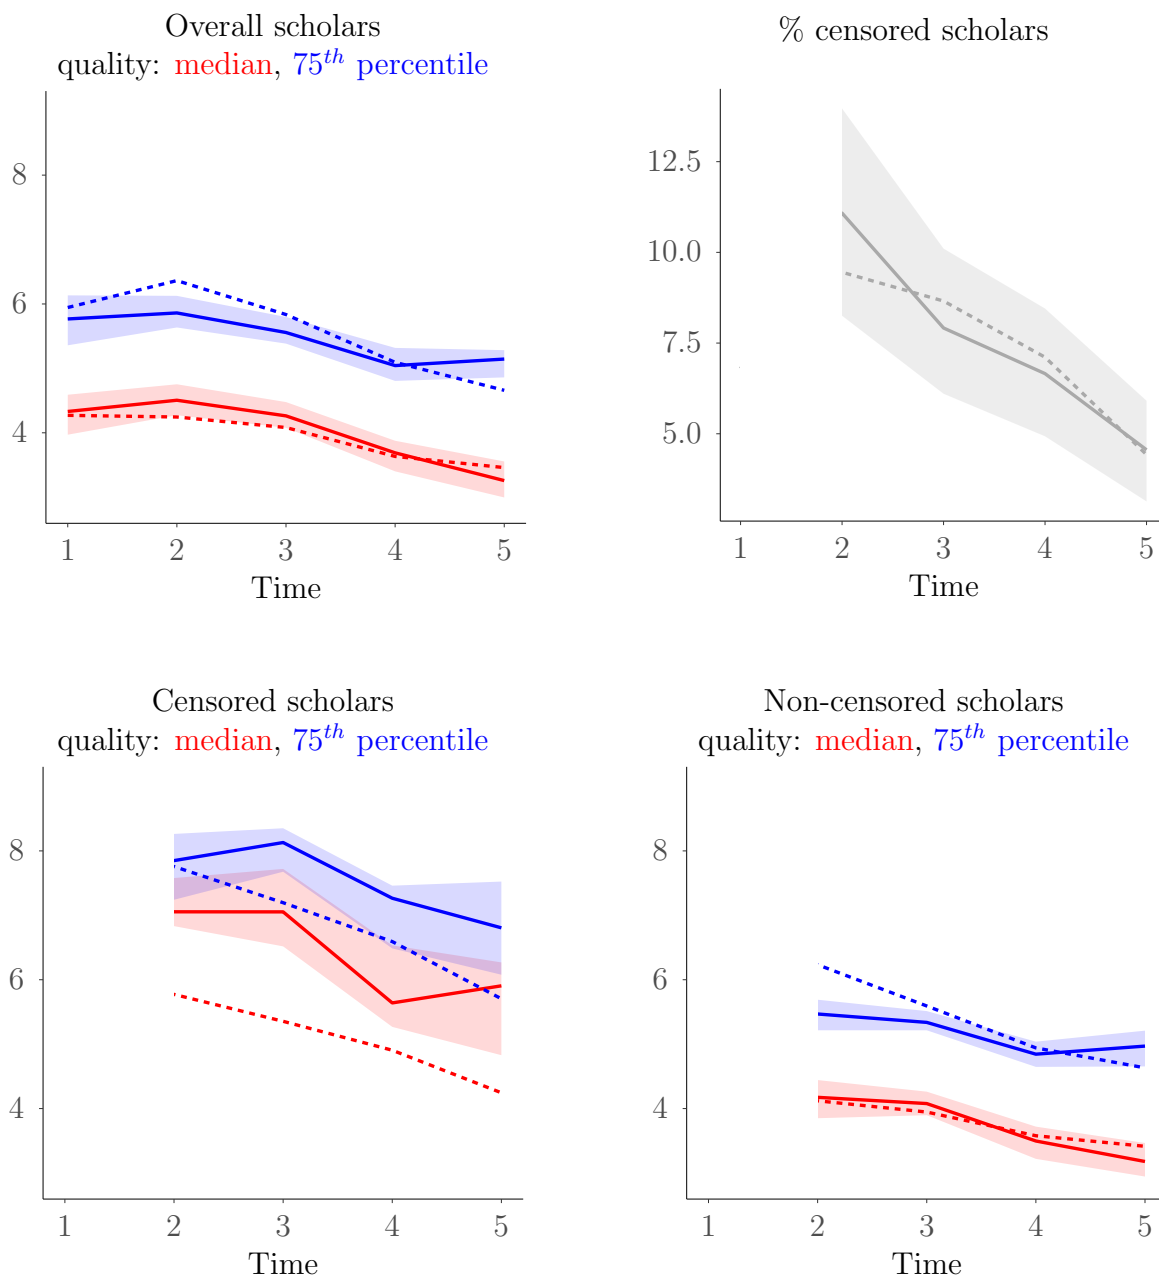 Overall scholars
quality: median, 75th percentile
8
6
4
1 2 3 4 5
Time
% censored scholars
12.5
10.0
7.5
5.0
1 2 3 4 5
Time
Censored scholars
quality: median, 75th percentile
8
6
4
1 2 3 4 5
Time
Non-censored scholars
quality: median, 75th percentile
8
6
4
1 2 3 4 5
Time